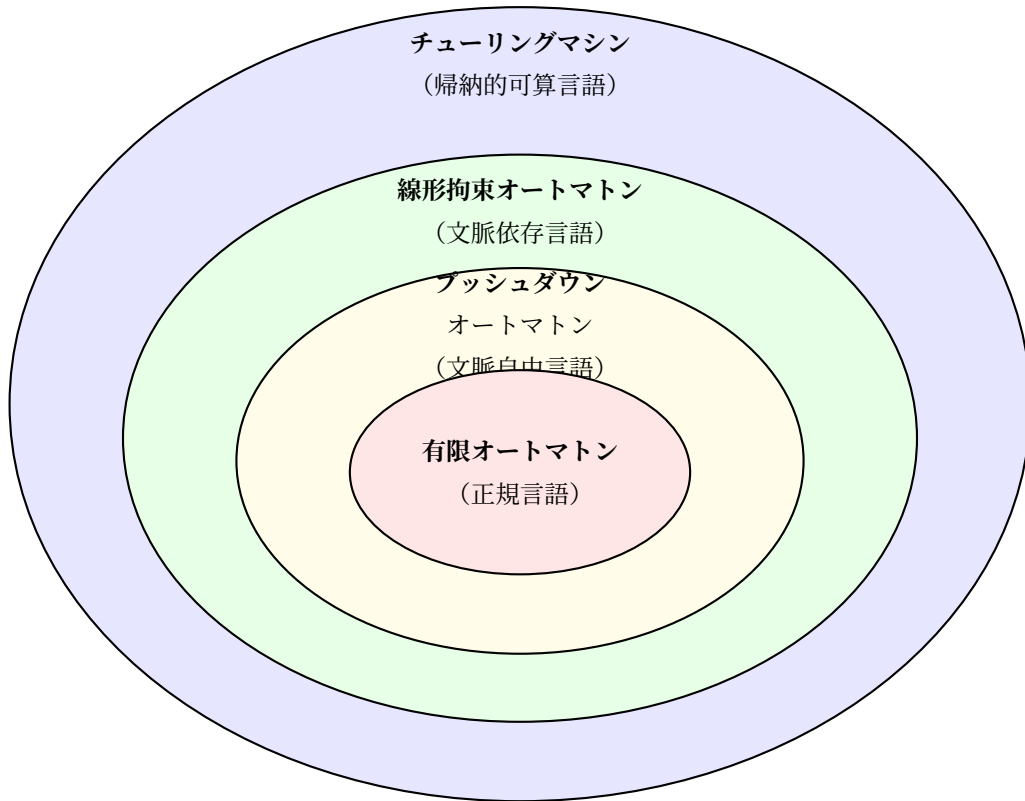 チューリングマシン
（帰納的可算言語）
線形拘束オートマトン
（文脈依存言語）
プッシュダウン
オートマトン
（文脈自由言語）
有限オートマトン
（正規言語）